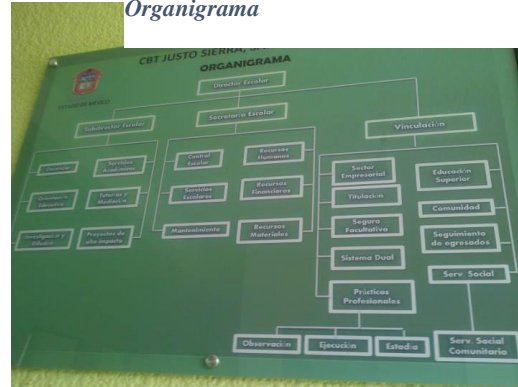 Organigrama
CBT JUSTO SIERRA,
ORGANIGRAMA
Director Escolar
Subdirector Escolar
Secretario Escolar
Vinculación
Docencia
Servicios
Académicos
Orientación
Educativa
Tutorías y
Mediación
Investigación y
Difusión
Proyectos de
alto impacto
Control
Escolar
Recursos
Humanos
Servicios
Escolares
Recursos
Financieros
Mantenimiento
Recursos
Materiales
Sector
Empresarial
Educación
Superior
Titulación
Comunidad
Seguro
Facultativo
Seguimiento
de egresados
Sistema Dual
Serv. Social
Prácticas
Profesionales
Observación
Ejecución
Estadía
Serv. Social
Comunitario